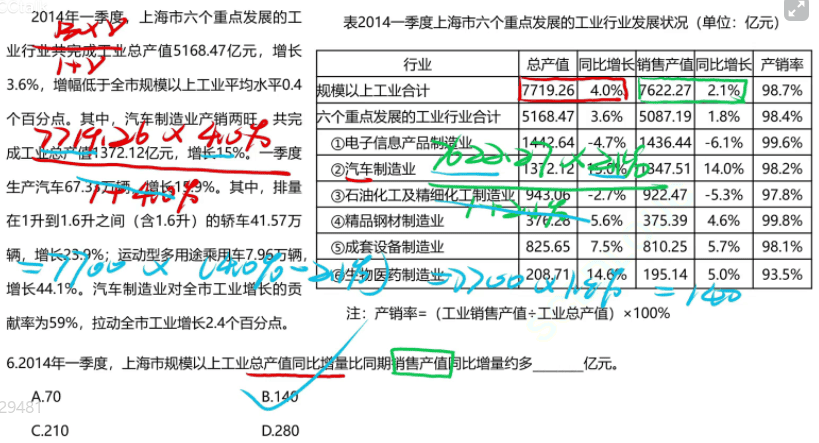 2014年一季度，上海市六个重点发展的工
业行业共完成工业总产值5168.47亿元，增长
3.6%，增幅低于全市规模以上工业平均水平0.4
个百分点。其中，汽车制造业产销两旺，共完
成工业总产值1372.12亿元，增长15%。一季度
生产汽车67.33万辆，增长15.9%。其中，排量
在1升到1.6升之间（含1.6升）的轿车41.57万
辆，增长23.9%；运动型多用途乘用车7.96万辆，
增长44.1%。汽车制造业对全市工业增长的贡
献率为59%，拉动全市工业增长2.4个百分点。
7719.26 × 4.0%
1+4.0%
表2014一季度上海市六个重点发展的工业行业发展状况（单位：亿元）
行业 总产值 同比增长 销售产值 同比增长 产销率
规模以上工业合计 7719.26 4.0% 7622.27 2.1% 98.7%
六个重点发展的工业行业合计 5168.47 3.6% 5087.19 1.8% 98.4%
①电子信息产品制造业 1442.64 -4.7% 1436.44 -6.1% 99.6%
②汽车制造业 1372.12 15.0% 1347.51 14.0% 98.2%
③石油化工及精细化工制造业 943.06 -2.7% 922.47 -5.3% 97.8%
④精品钢材制造业 376.28 5.6% 375.39 4.6% 99.8%
⑤成套设备制造业 825.65 7.5% 810.25 5.7% 98.1%
⑥生物医药制造业 208.71 14.6% 195.14 5.0% 93.5%
7622.27 × 2.1%
1+2.1%
=7700 × (4.0%-2.1%) =7700 × 1.8% =140
注：产销率=（工业销售产值÷工业总产值）×100%
6.2014年一季度，上海市规模以上工业总产值同比增量比同期销售产值同比增量约多______亿元。
A.70 B.140
29481
C.210 D.280